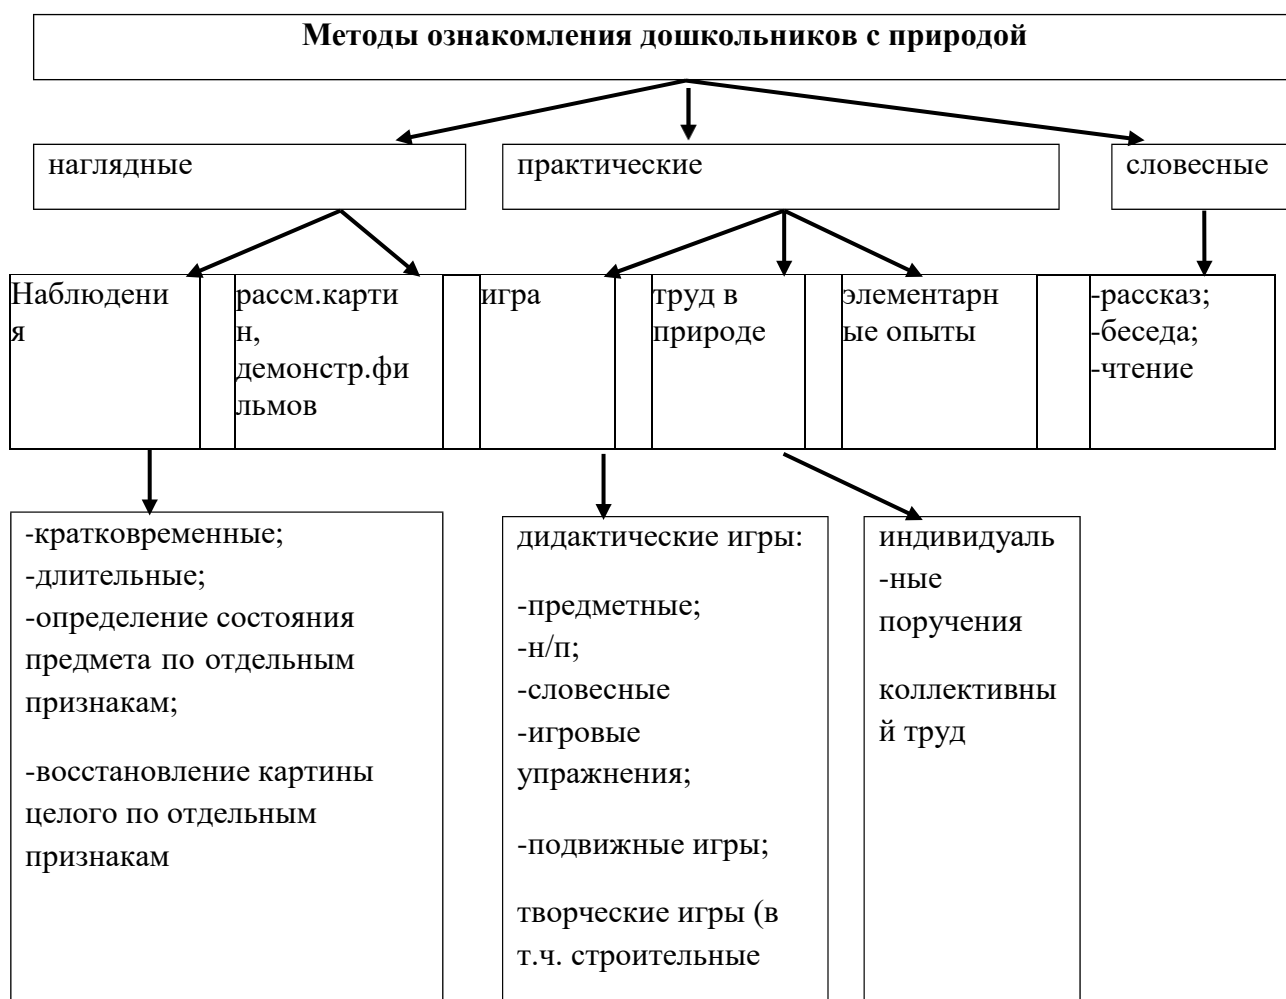 Методы ознакомления дошкольников с природой
наглядные
практические
словесные
Наблюдени
я
рассм.карти
н,
демонстр.фи
льмов
игра
труд в
природе
элементарн
ые опыты
-рассказ;
-беседа;
-чтение
-кратковременные;
-длительные;
-определение состояния
предмета по отдельным
признакам;
-восстановление картины
целого по отдельным
признакам
дидактические игры:
-предметные;
-н/п;
-словесные
-игровые
упражнения;
-подвижные игры;
творческие игры (в
т.ч. строительные
индивидуаль
-ные
поручения
коллективны
й труд